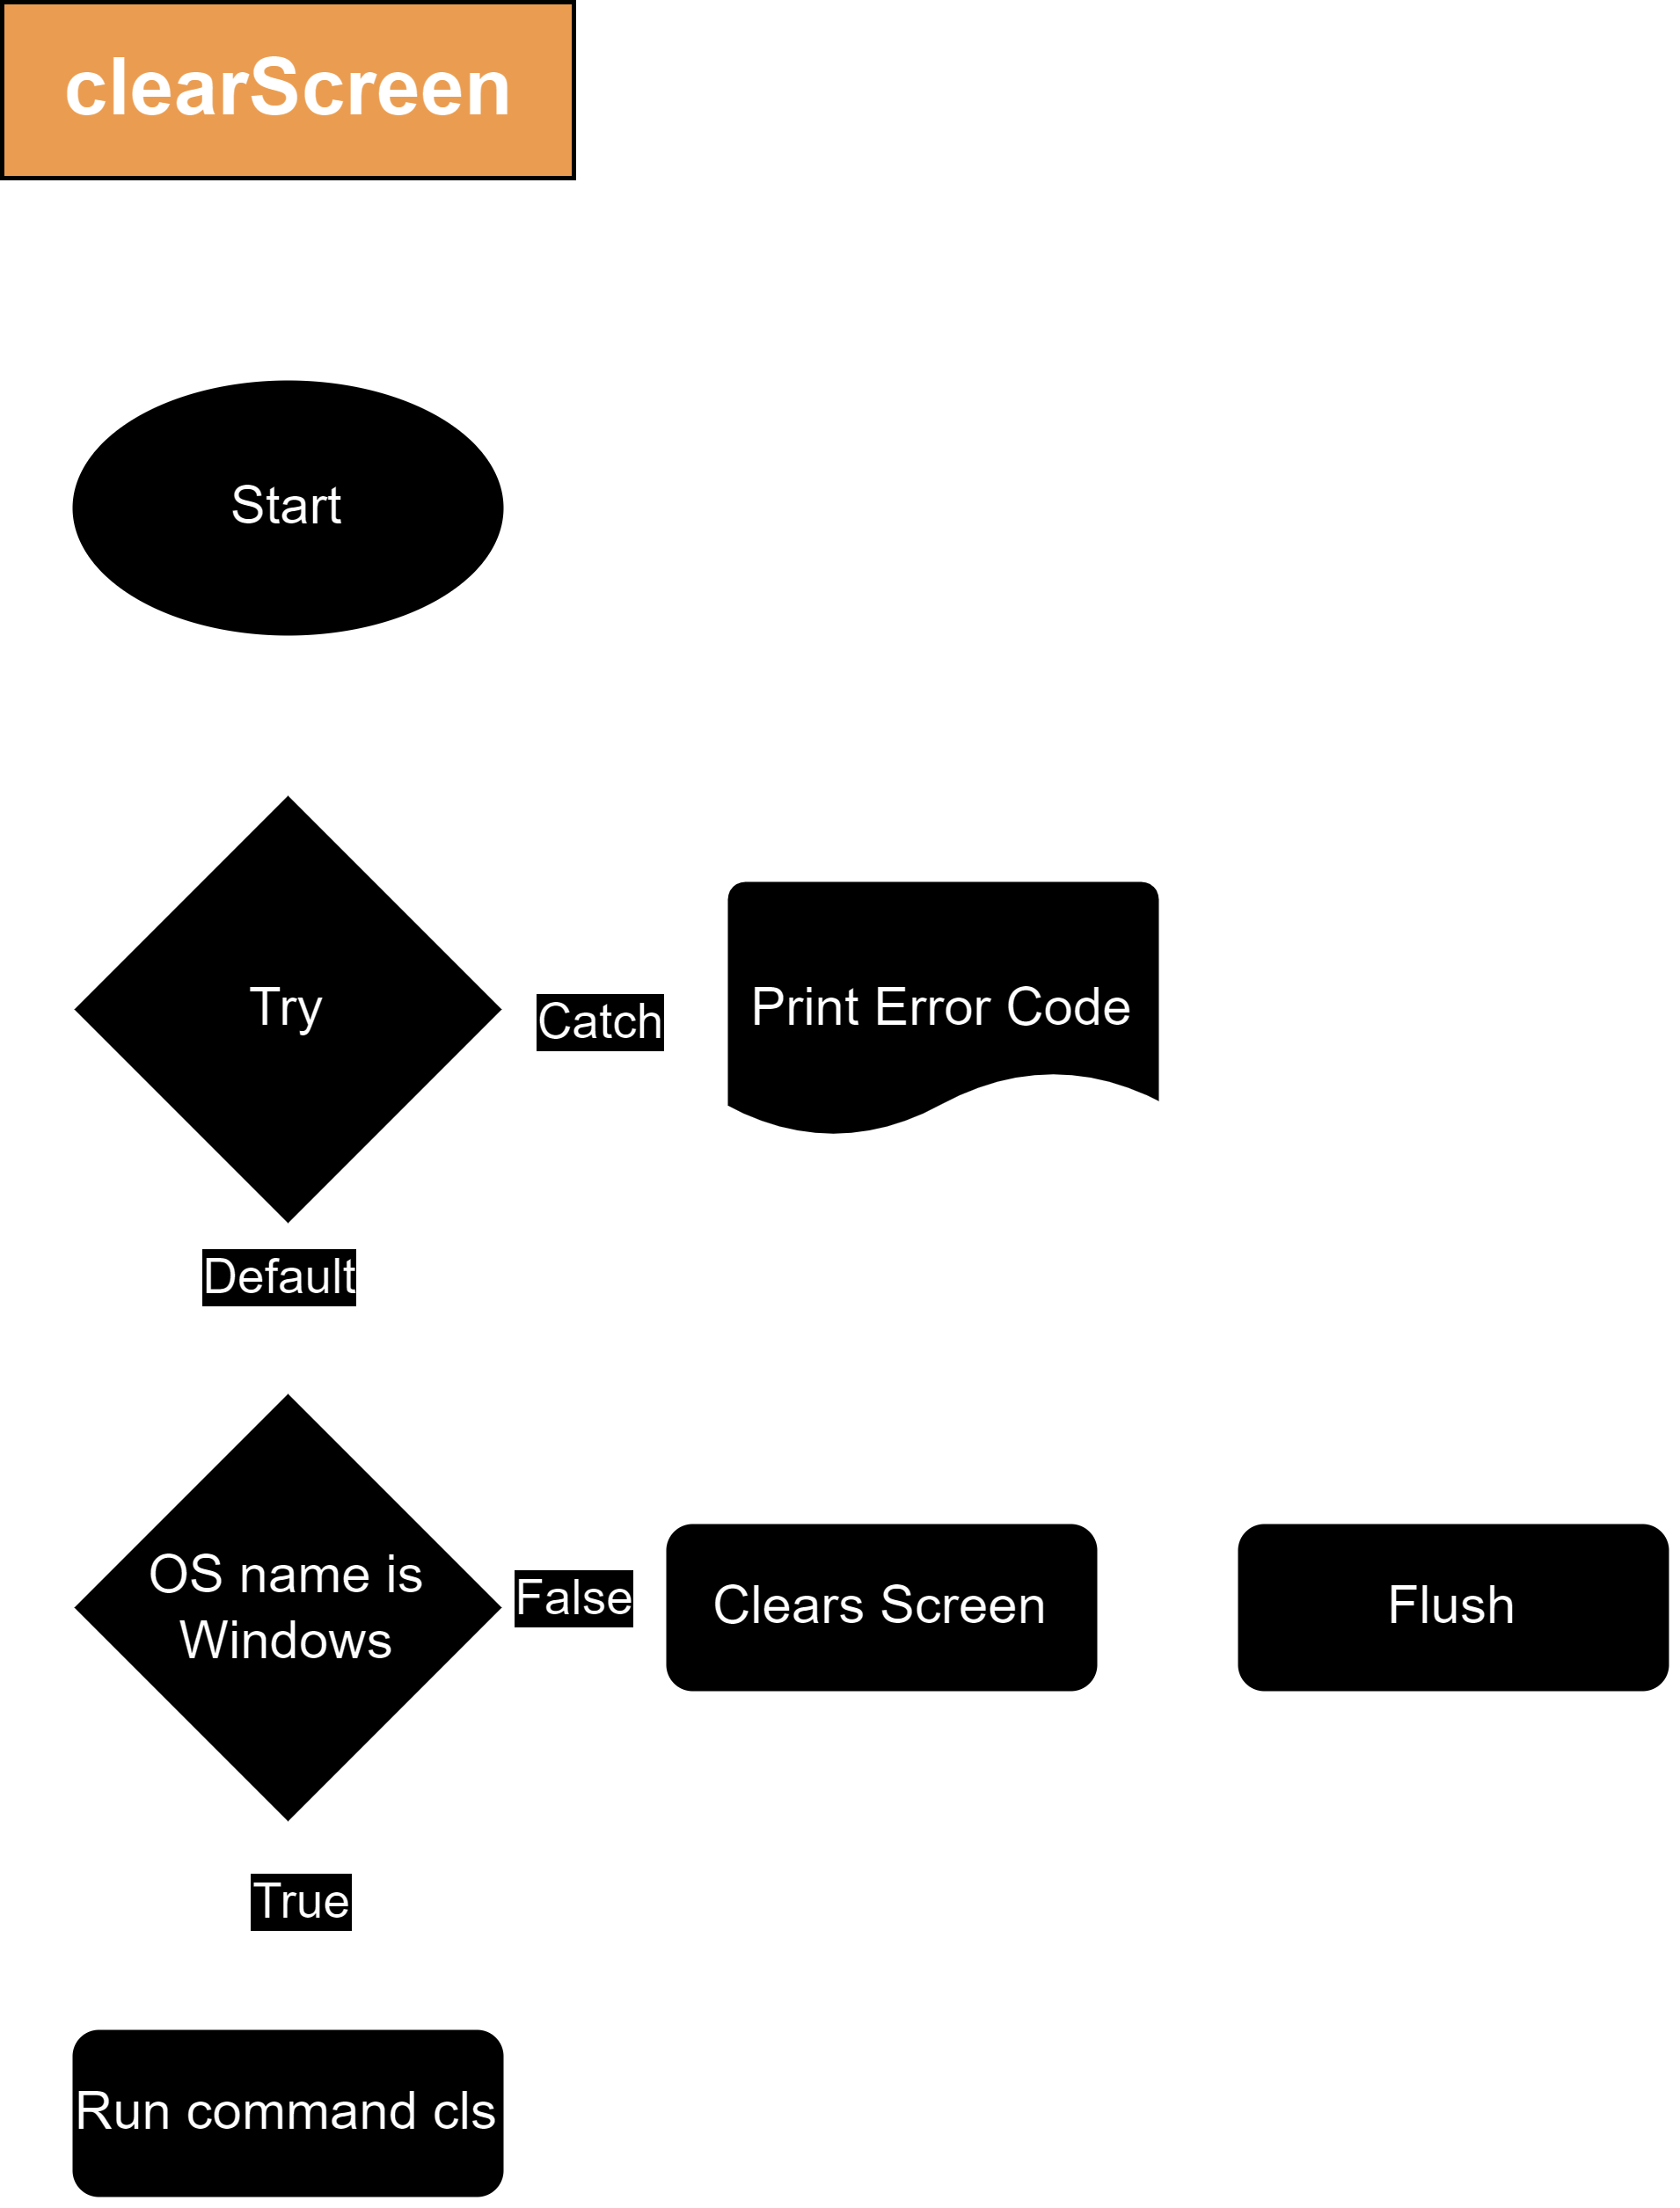 clearScreen
Start
Try
Catch
Print Error Code
Default
OS name is
Windows
False
Clears Screen
Flush
True
Run command cls